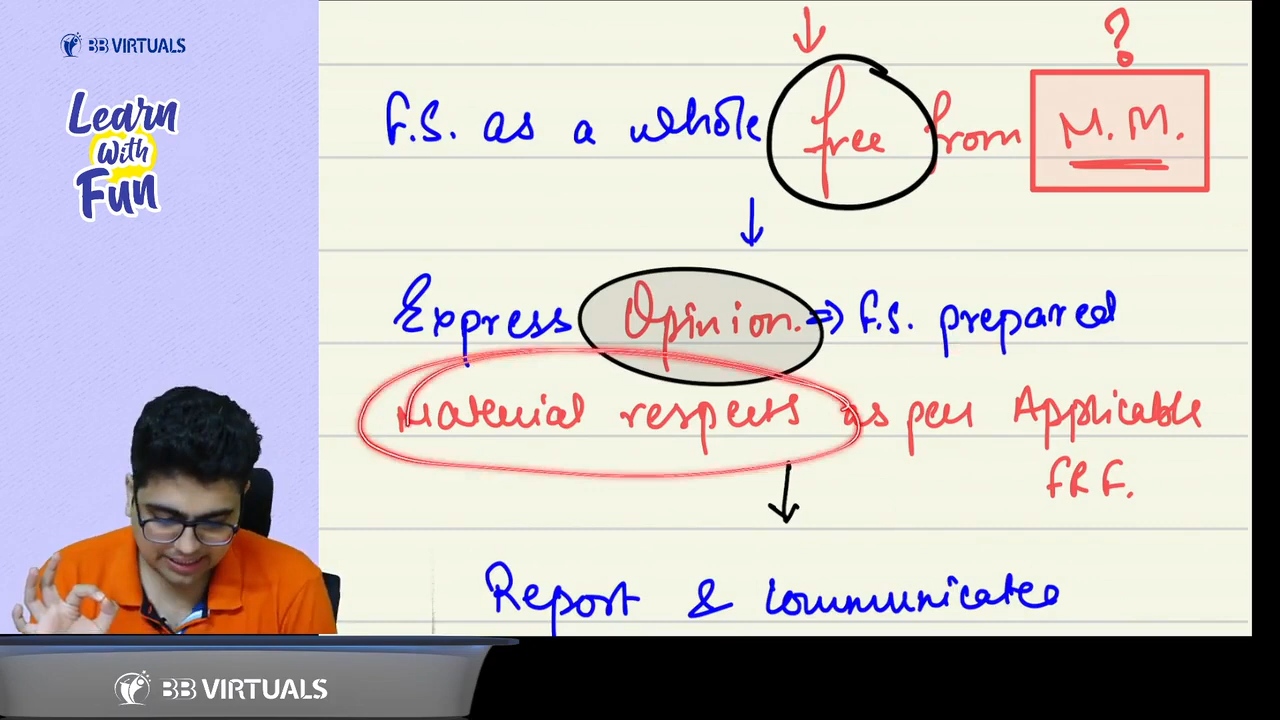 BB VIRTUALS
Learn
With
Fun
?
F.S. as a whole free from M.M.
Express Opinion. => F.S. prepared
Material respects as per Applicable
FRF.
Report & communicate
BB VIRTUALS